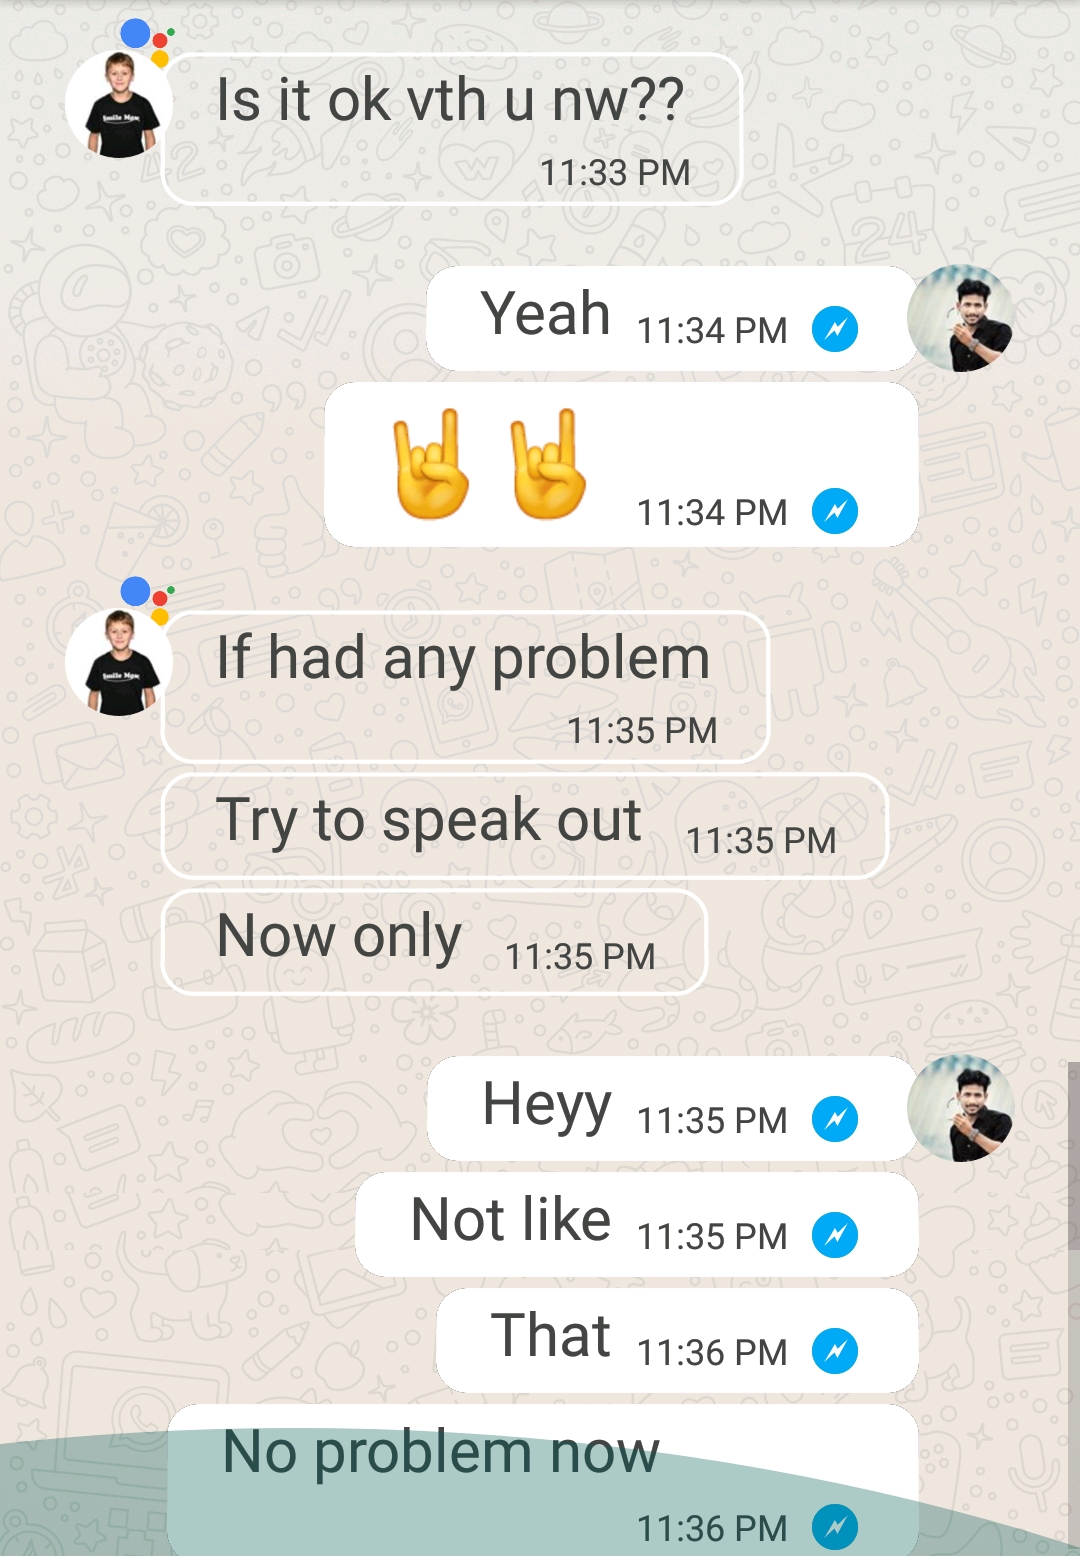 Is it ok vth u nw??
11:33 PM
Yeah 11:34 PM
🤘 🤘 11:34 PM
If had any problem
11:35 PM
Try to speak out 11:35 PM
Now only 11:35 PM
Heyy 11:35 PM
Not like 11:35 PM
That 11:36 PM
No problem now
11:36 PM